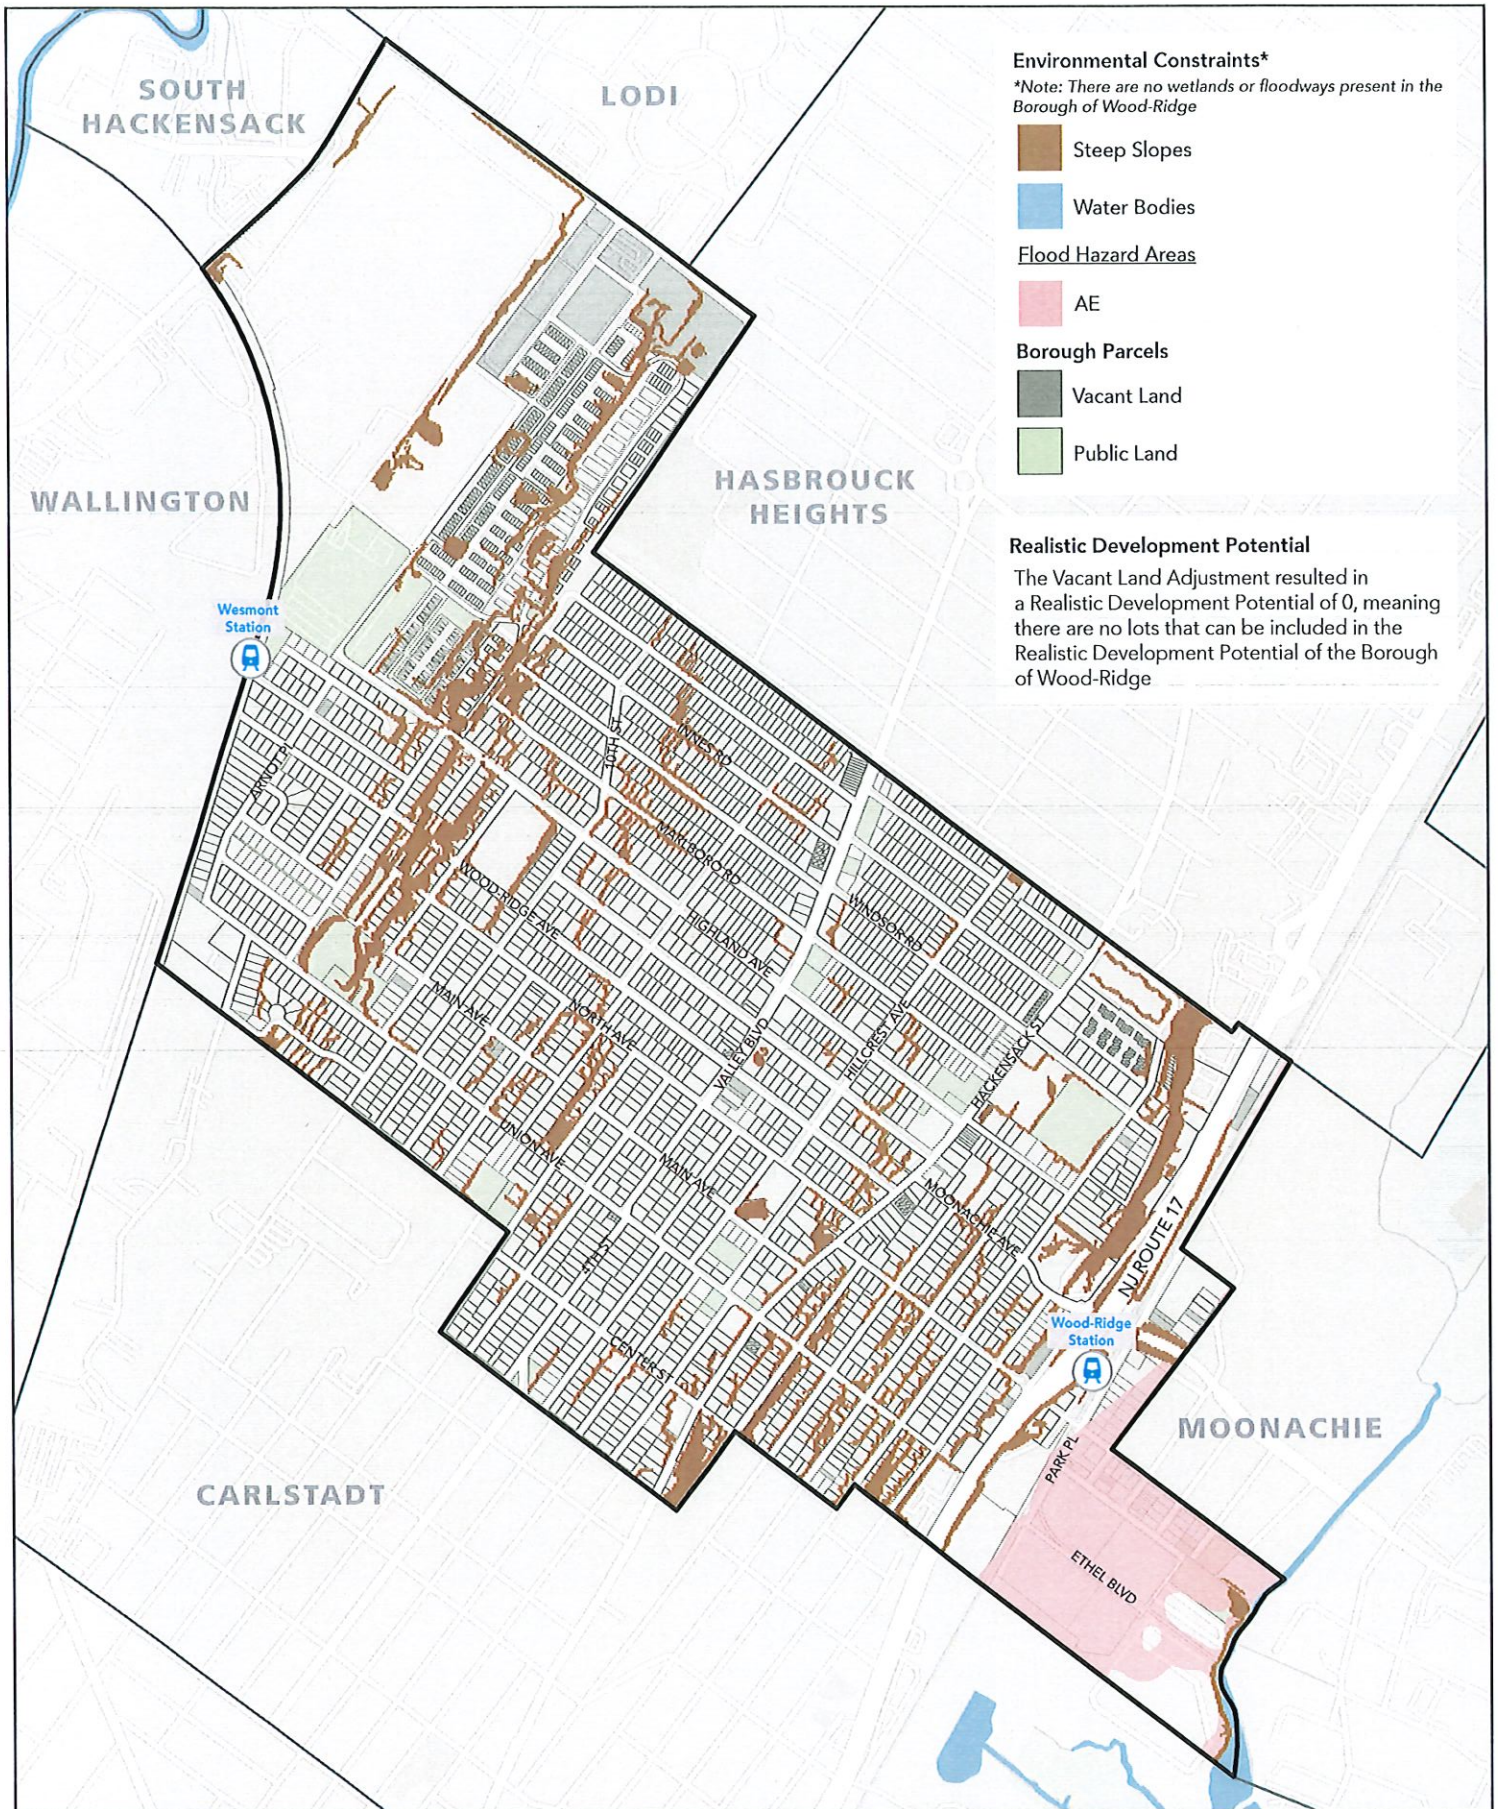 SOUTH
HACKENSACK
LODI
Environmental Constraints*
*Note: There are no wetlands or floodways present in the
Borough of Wood-Ridge
Steep Slopes
Water Bodies
Flood Hazard Areas
AE
Borough Parcels
Vacant Land
Public Land
WALLINGTON
HASBROUCK
HEIGHTS
Realistic Development Potential
The Vacant Land Adjustment resulted in
a Realistic Development Potential of 0, meaning
there are no lots that can be included in the
Realistic Development Potential of the Borough
of Wood-Ridge
Wesmont
Station
10TH ST
INNES RD
ARNOT PL
MARLBORO RD
WOOD-RIDGE AVE
HIGHLAND AVE
WINDSOR RD
MAIN AVE
NORTH AVE
VALLEY BLVD
HILLCREST AVE
HACKENSACK ST
UNION AVE
MAIN AVE
MOONACHIE AVE
4TH ST
NJ ROUTE 17
Wood-Ridge
Station
CENTER ST
MOONACHIE
PARK PL
CARLSTADT
ETHEL BLVD